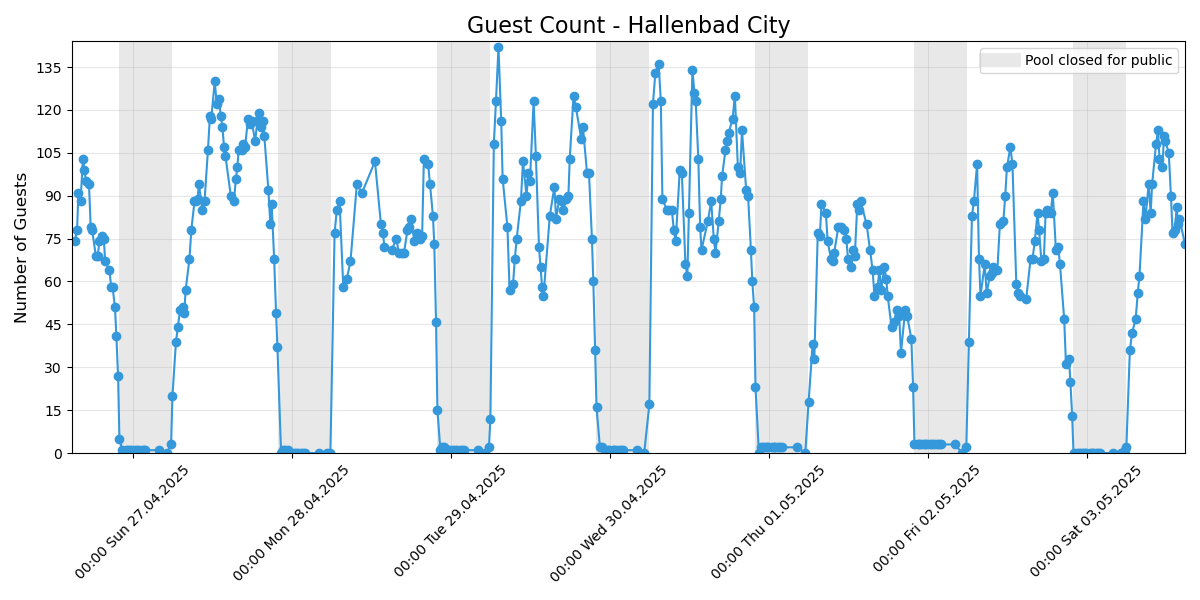 Guest Count - Hallenbad City
Pool closed for public
Number of Guests
135
120
105
90
75
60
45
30
15
0
00:00 Sun 27.04.2025
00:00 Mon 28.04.2025
00:00 Tue 29.04.2025
00:00 Wed 30.04.2025
00:00 Thu 01.05.2025
00:00 Fri 02.05.2025
00:00 Sat 03.05.2025